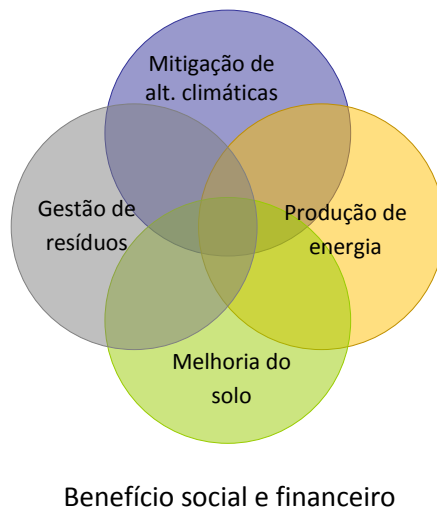 Mitigação de
alt. climáticas
Gestão de
resíduos
Produção de
energia
Melhoria do
solo
Benefício social e financeiro